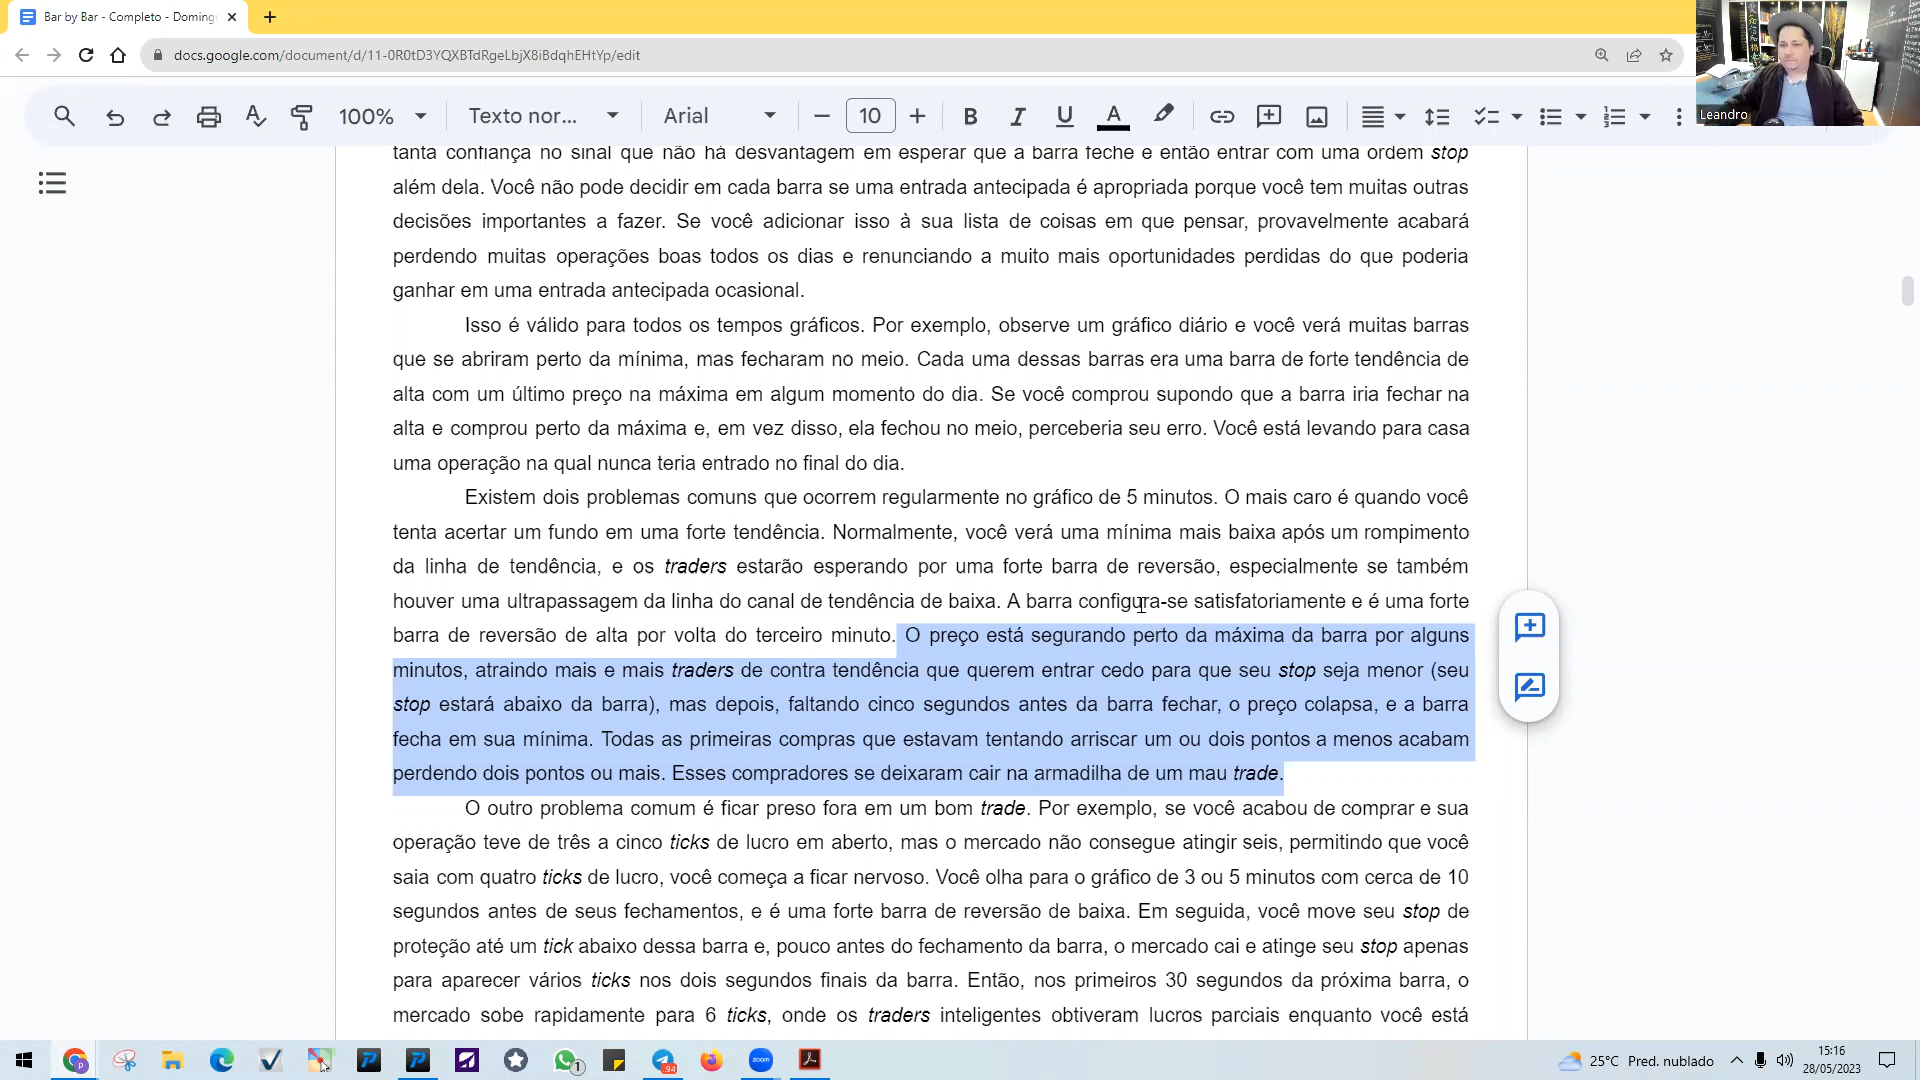 Bar by Bar - Completo - Doming
docs.google.com/document/d/11-0R0tD3YQXBTdRgeLbjX8iBdqhEHtYp/edit
Leandro
100%
Texto nor...
Arial
10
tanta confiança no sinal que não há desvantagem em esperar que a barra feche e então entrar com uma ordem stop
além dela. Você não pode decidir em cada barra se uma entrada antecipada é apropriada porque você tem muitas outras
decisões importantes a fazer. Se você adicionar isso à sua lista de coisas em que pensar, provavelmente acabará
perdendo muitas operações boas todos os dias e renunciando a muito mais oportunidades perdidas do que poderia
ganhar em uma entrada antecipada ocasional.
Isso é válido para todos os tempos gráficos. Por exemplo, observe um gráfico diário e você verá muitas barras
que se abriram perto da mínima, mas fecharam no meio. Cada uma dessas barras era uma barra de forte tendência de
alta com um último preço na máxima em algum momento do dia. Se você comprou supondo que a barra iria fechar na
alta e comprou perto da máxima e, em vez disso, ela fechou no meio, perceberia seu erro. Você está levando para casa
uma operação na qual nunca teria entrado no final do dia.
Existem dois problemas comuns que ocorrem regularmente no gráfico de 5 minutos. O mais caro é quando você
tenta acertar um fundo em uma forte tendência. Normalmente, você verá uma mínima mais baixa após um rompimento
da linha de tendência, e os traders estarão esperando por uma forte barra de reversão, especialmente se também
houver uma ultrapassagem da linha do canal de tendência de baixa. A barra configura-se satisfatoriamente e é uma forte
barra de reversão de alta por volta do terceiro minuto. O preço está segurando perto da máxima da barra por alguns
minutos, atraindo mais e mais traders de contra tendência que querem entrar cedo para que seu stop seja menor (seu
stop estará abaixo da barra), mas depois, faltando cinco segundos antes da barra fechar, o preço colapsa, e a barra
fecha em sua mínima. Todas as primeiras compras que estavam tentando arriscar um ou dois pontos a menos acabam
perdendo dois pontos ou mais. Esses compradores se deixaram cair na armadilha de um mau trade.
O outro problema comum é ficar preso fora em um bom trade. Por exemplo, se você acabou de comprar e sua
operação teve de três a cinco ticks de lucro em aberto, mas o mercado não consegue atingir seis, permitindo que você
saia com quatro ticks de lucro, você começa a ficar nervoso. Você olha para o gráfico de 3 ou 5 minutos com cerca de 10
segundos antes de seus fechamentos, e é uma forte barra de reversão de baixa. Em seguida, você move seu stop de
proteção até um tick abaixo dessa barra e, pouco antes do fechamento da barra, o mercado cai e atinge seu stop apenas
para aparecer vários ticks nos dois segundos finais da barra. Então, nos primeiros 30 segundos da próxima barra, o
mercado sobe rapidamente para 6 ticks, onde os traders inteligentes obtiveram lucros parciais enquanto você está
25°C Pred. nublado
15:16
28/05/2023